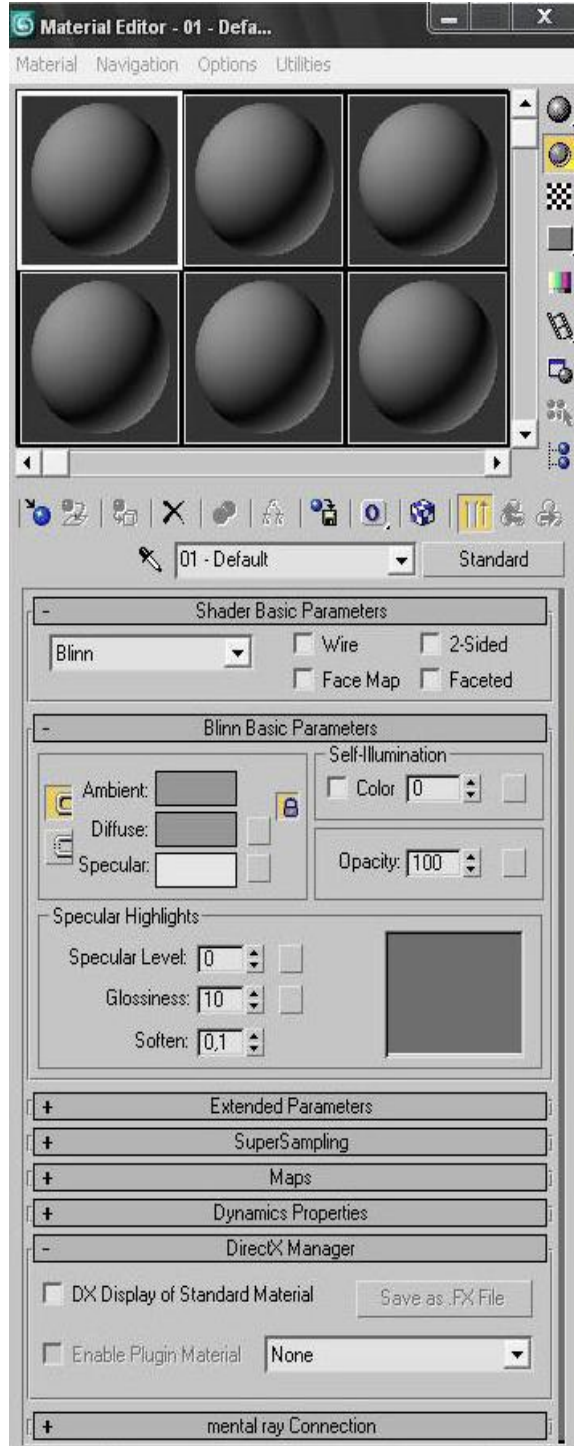 Material Editor - 01 - Defa...
Material Navigation Options Utilities
01 - Default Standard
- Shader Basic Parameters
Blinn Wire 2-Sided
Face Map Faceted
- Blinn Basic Parameters
Self-Illumination
Ambient: Color 0
Diffuse:
Specular: Opacity: 100
Specular Highlights
Specular Level: 0
Glossiness: 10
Soften: 0,1
+ Extended Parameters
+ SuperSampling
+ Maps
+ Dynamics Properties
- DirectX Manager
DX Display of Standard Material Save as .FX File
Enable Plugin Material None
+ mental ray Connection